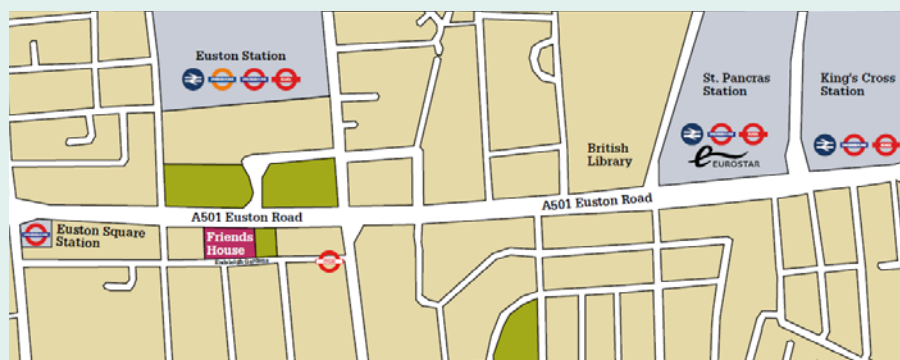 Euston Station
St. Pancras
Station
King's Cross
Station
British
Library
EUROSTAR
A501 Euston Road
A501 Euston Road
Euston Square
Station
Friends
House